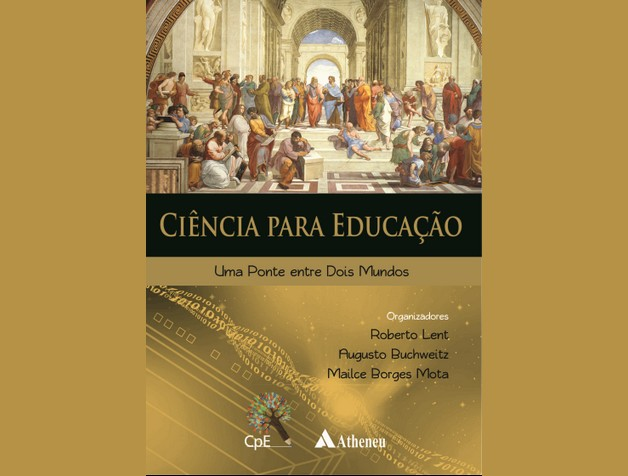 CIÊNCIA PARA EDUCAÇÃO
Uma Ponte entre Dois Mundos
Organizadores
Roberto Lent
Augusto Buchweitz
Mailce Borges Mota
CpE
Atheneu